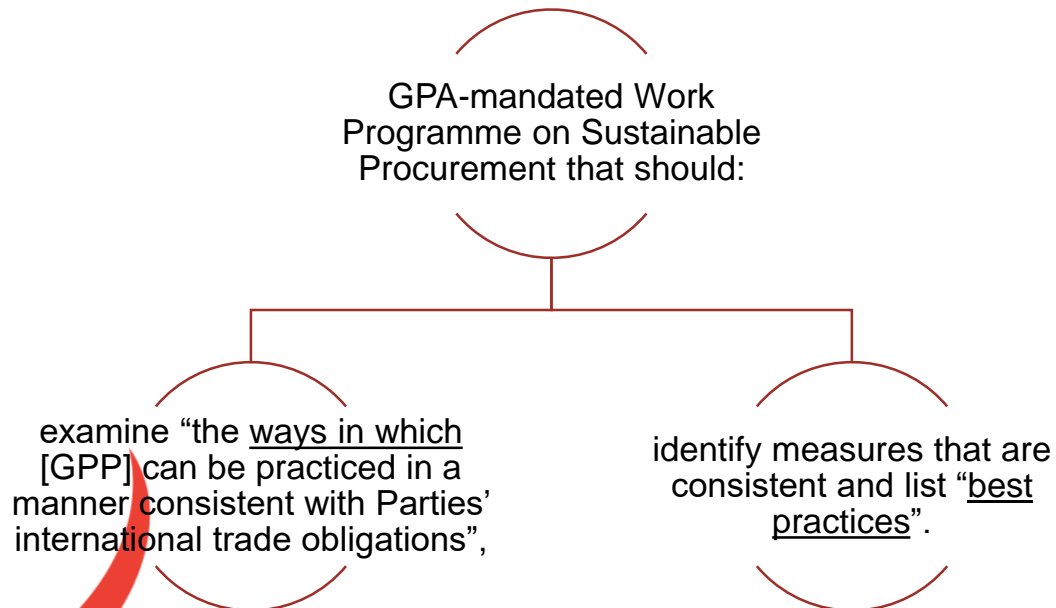 GPA-mandated Work
Programme on Sustainable
Procurement that should:
examine “the ways in which
[GPP] can be practiced in a
manner consistent with Parties’
international trade obligations”,
identify measures that are
consistent and list “best
practices”.